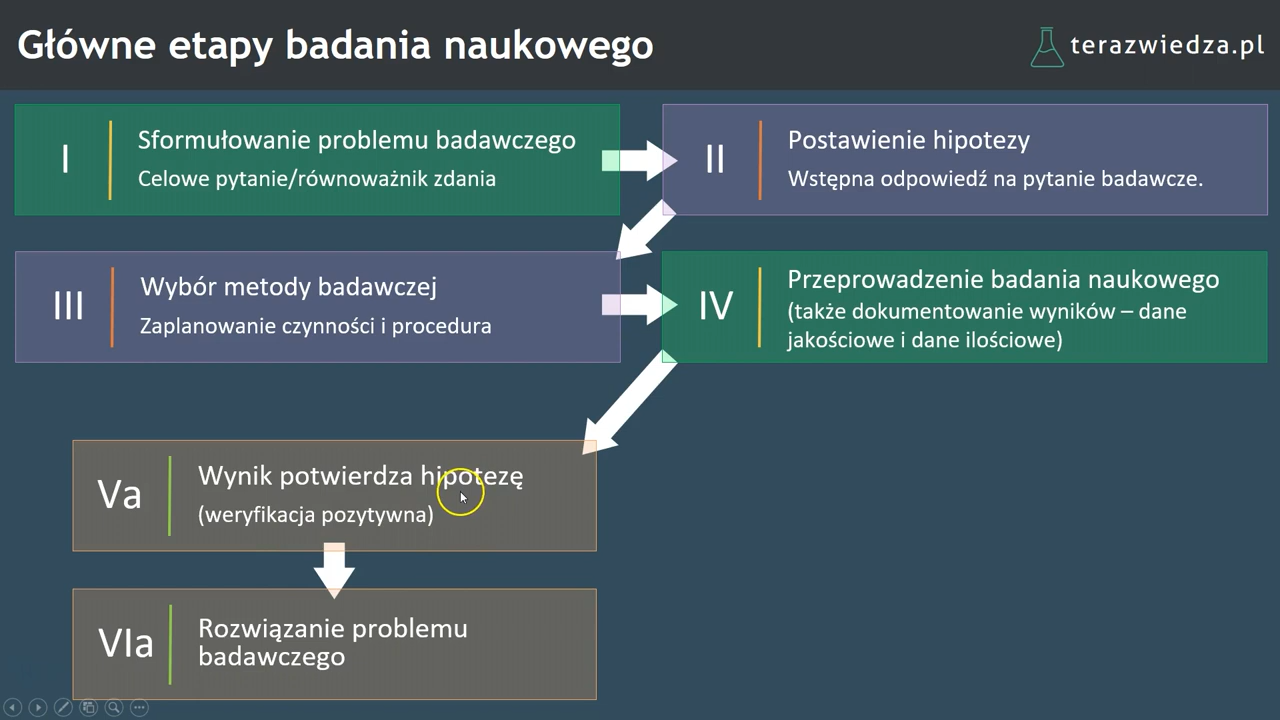 Główne etapy badania naukowego
terazwiedza.pl
I
Sformułowanie problemu badawczego
Celowe pytanie/równoważnik zdania
II
Postawienie hipotezy
Wstępna odpowiedź na pytanie badawcze.
III
Wybór metody badawczej
Zaplanowanie czynności i procedura
IV
Przeprowadzenie badania naukowego
(także dokumentowanie wyników – dane
jakościowe i dane ilościowe)
Va
Wynik potwierdza hipotezę
(weryfikacja pozytywna)
VIa
Rozwiązanie problemu
badawczego